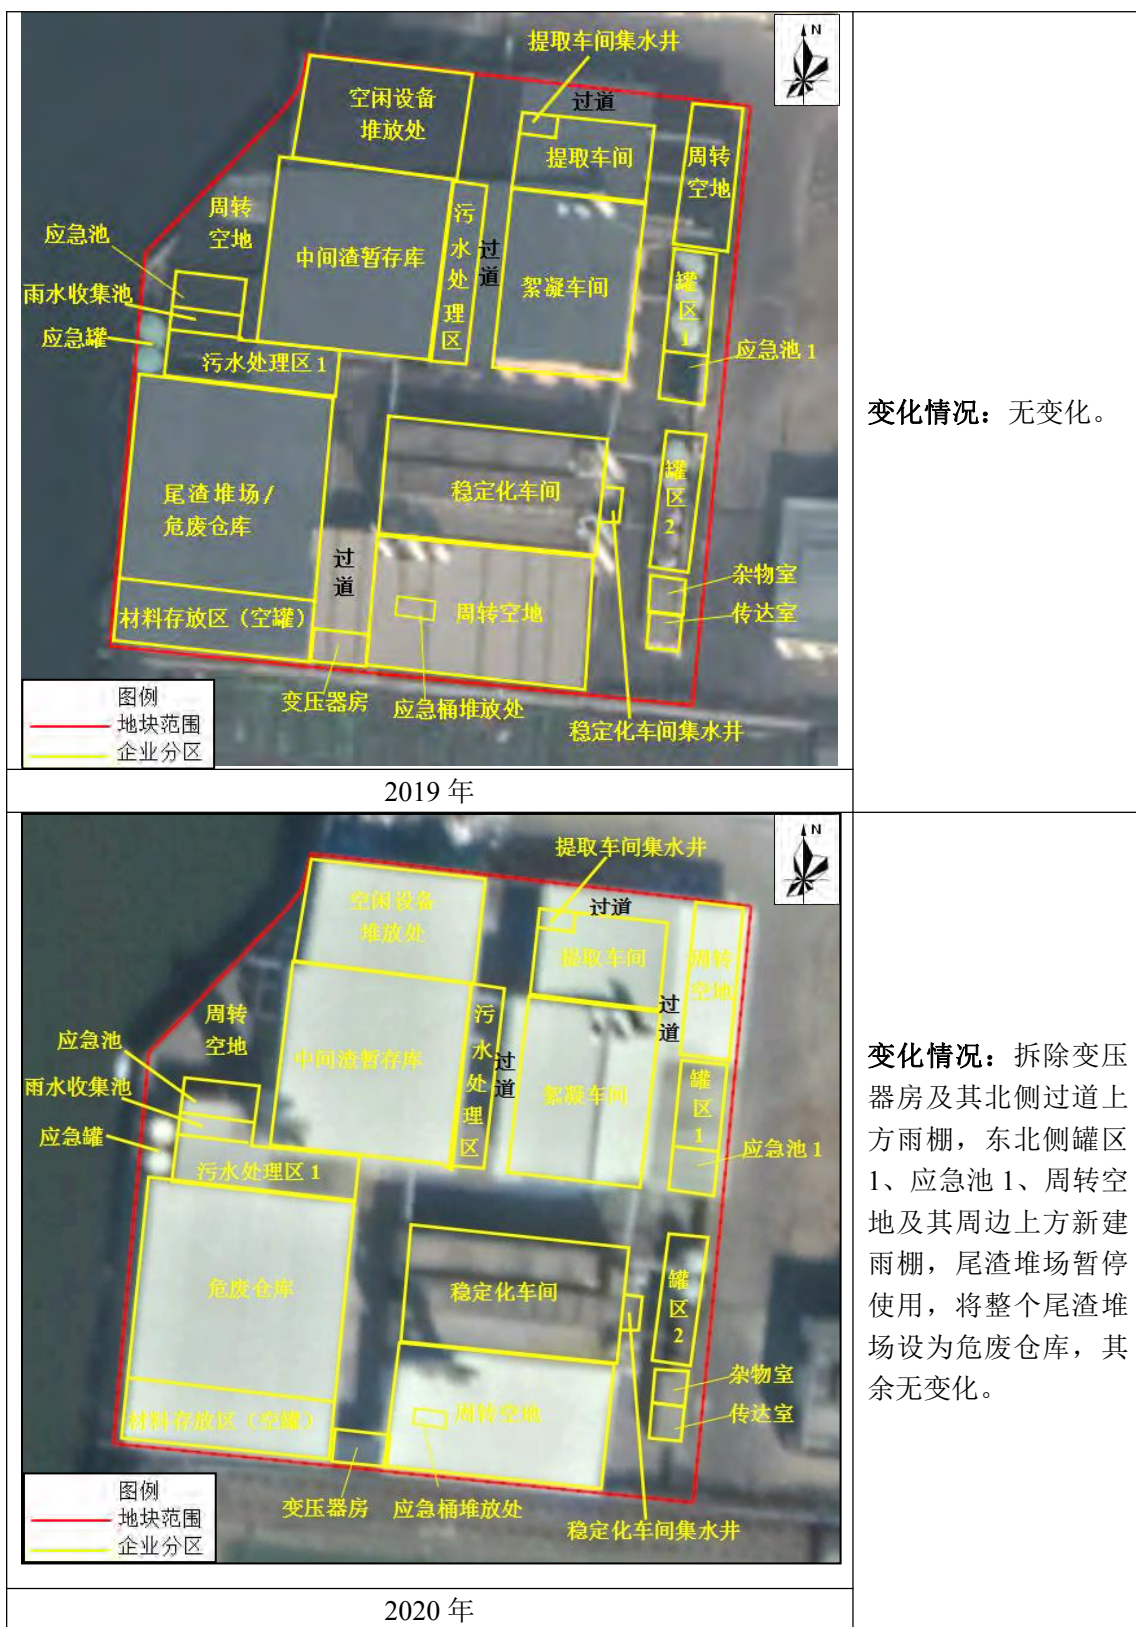 提取车间集水井
N
空闲设备
堆放处
过道
提取车间
周转
空地
周转
空地
污
水
处
理
区
过
道
应急池
中间渣暂存库
絮凝车间
罐
区
1
雨水收集池
应急罐
污水处理区 1
应急池 1
变化情况：无变化。
尾渣堆场/
危废仓库
稳定化车间
罐
区
2
过
道
杂物室
材料存放区（空罐）
周转空地
传达室
变压器房
应急桶堆放处
稳定化车间集水井
图例
地块范围
企业分区
2019 年
提取车间集水井
N
空闲设备
堆放处
过道
提取车间
周转
空地
周转
空地
污
水
处
理
区
过
道
过
道
应急池
中间渣暂存库
絮凝车间
罐
区
1
雨水收集池
应急罐
污水处理区 1
应急池 1
变化情况：拆除变压
器房及其北侧过道上
方雨棚，东北侧罐区
1、应急池 1、周转空
地及其周边上方新建
雨棚，尾渣堆场暂停
使用，将整个尾渣堆
场设为危废仓库，其
余无变化。
危废仓库
稳定化车间
罐
区
2
杂物室
材料存放区（空罐）
周转空地
传达室
变压器房
应急桶堆放处
稳定化车间集水井
图例
地块范围
企业分区
2020 年